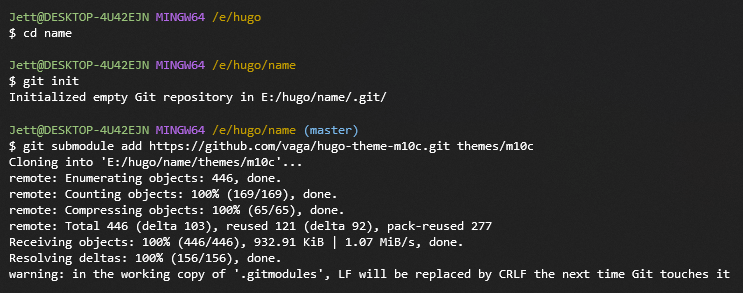 Jett@DESKTOP-4U42EJN MINGW64 /e/hugo
$ cd name
Jett@DESKTOP-4U42EJN MINGW64 /e/hugo/name
$ git init
Initialized empty Git repository in E:/hugo/name/.git/
Jett@DESKTOP-4U42EJN MINGW64 /e/hugo/name (master)
$ git submodule add https://github.com/vaga/hugo-theme-m10c.git themes/m10c
Cloning into 'E:/hugo/name/themes/m10c'...
remote: Enumerating objects: 446, done.
remote: Counting objects: 100% (169/169), done.
remote: Compressing objects: 100% (65/65), done.
remote: Total 446 (delta 103), reused 121 (delta 92), pack-reused 277
Receiving objects: 100% (446/446), 932.91 KiB | 1.07 MiB/s, done.
Resolving deltas: 100% (156/156), done.
warning: in the working copy of '.gitmodules', LF will be replaced by CRLF the next time Git touches it